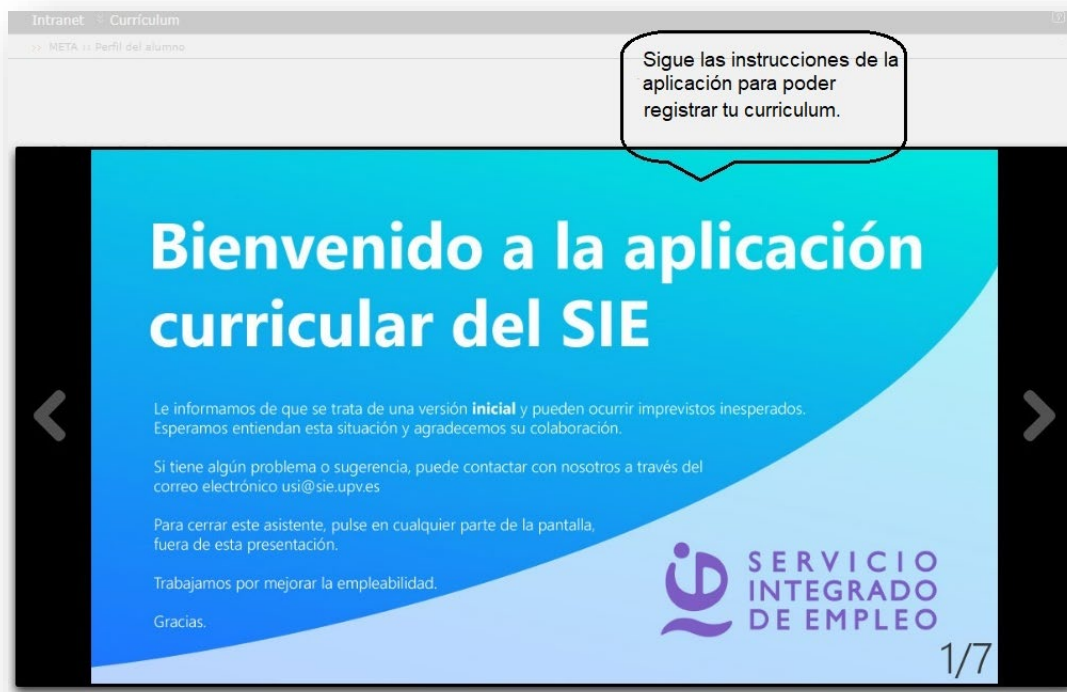 Intranet :: Currículum
:: META :: Perfil del alumno
Sigue las instrucciones de la
aplicación para poder
registrar tu curriculum.
Bienvenido a la aplicación
curricular del SIE
Le informamos de que se trata de una versión inicial y pueden ocurrir imprevistos inesperados.
Esperamos entiendan esta situación y agradecemos su colaboración.
Si tiene algún problema o sugerencia, puede contactar con nosotros a través del
correo electrónico usi@sie.upv.es
Para cerrar este asistente, pulse en cualquier parte de la pantalla,
fuera de esta presentación.
Trabajamos por mejorar la empleabilidad.
Gracias.
SERVICIO
INTEGRADO
DE EMPLEO
1/7